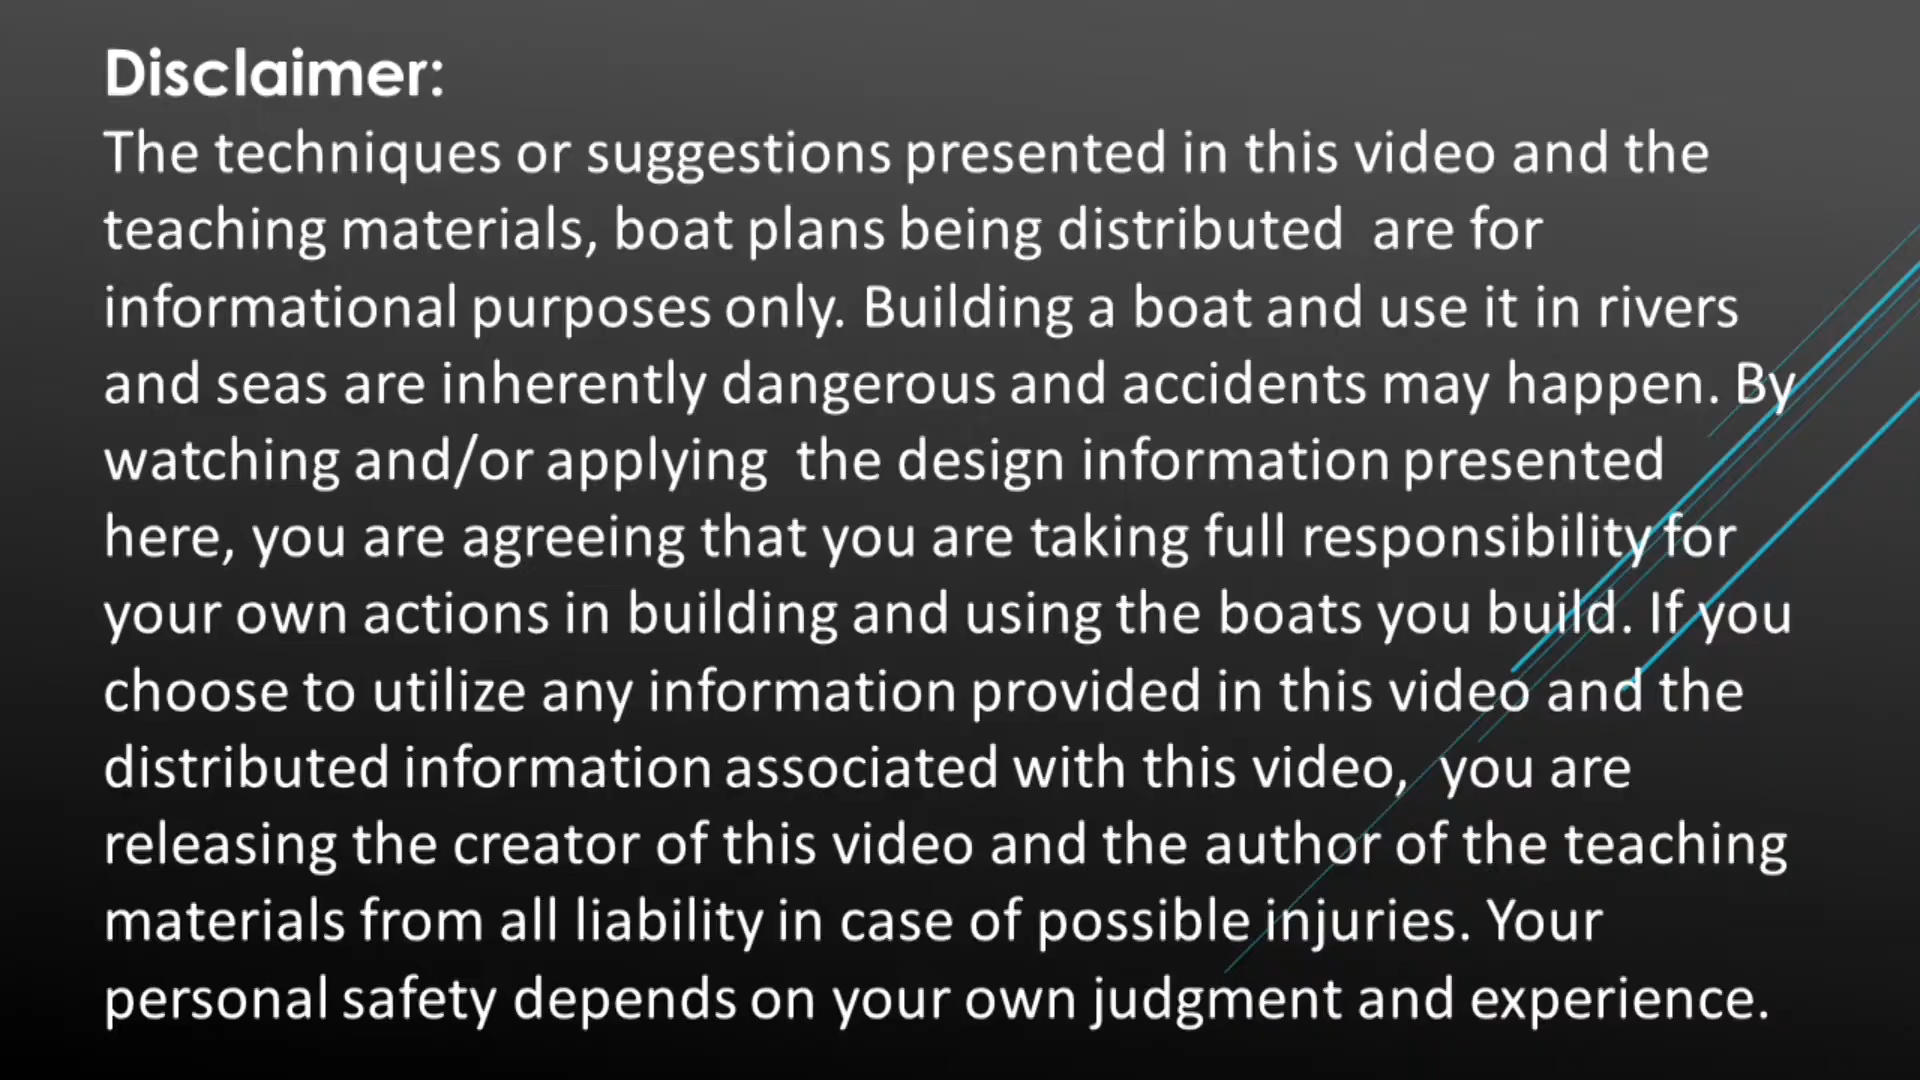 Disclaimer:
The techniques or suggestions presented in this video and the
teaching materials, boat plans being distributed  are for
informational purposes only. Building a boat and use it in rivers
and seas are inherently dangerous and accidents may happen. By
watching and/or applying  the design information presented
here, you are agreeing that you are taking full responsibility for
your own actions in building and using the boats you build. If you
choose to utilize any information provided in this video and the
distributed information associated with this video,  you are
releasing the creator of this video and the author of the teaching
materials from all liability in case of possible injuries. Your
personal safety depends on your own judgment and experience.